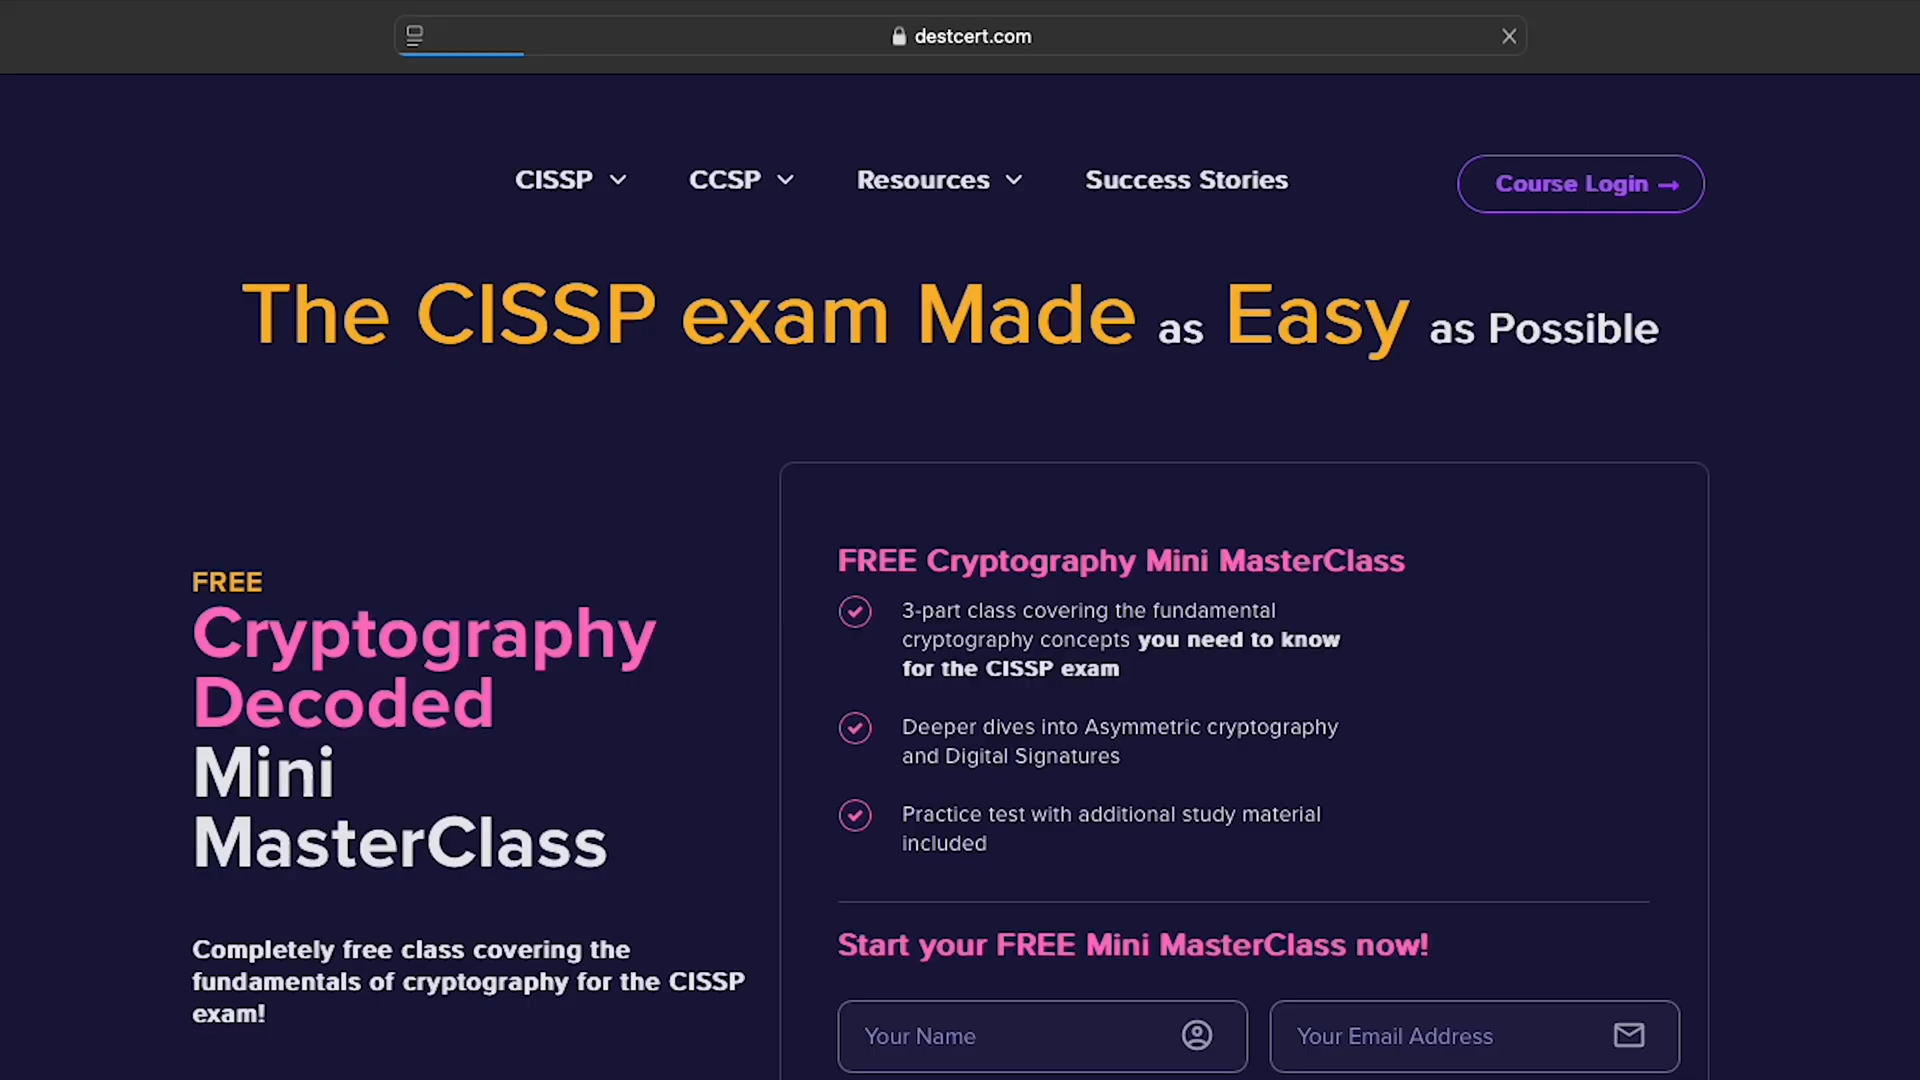 destcert.com
CISSP CCSP Resources Success Stories Course Login →
The CISSP exam Made as Easy as Possible
FREE
Cryptography
Decoded
Mini
MasterClass
Completely free class covering the
fundamentals of cryptography for the CISSP
exam!
FREE Cryptography Mini MasterClass
3-part class covering the fundamental
cryptography concepts you need to know
for the CISSP exam
Deeper dives into Asymmetric cryptography
and Digital Signatures
Practice test with additional study material
included
Start your FREE Mini MasterClass now!
Your Name
Your Email Address